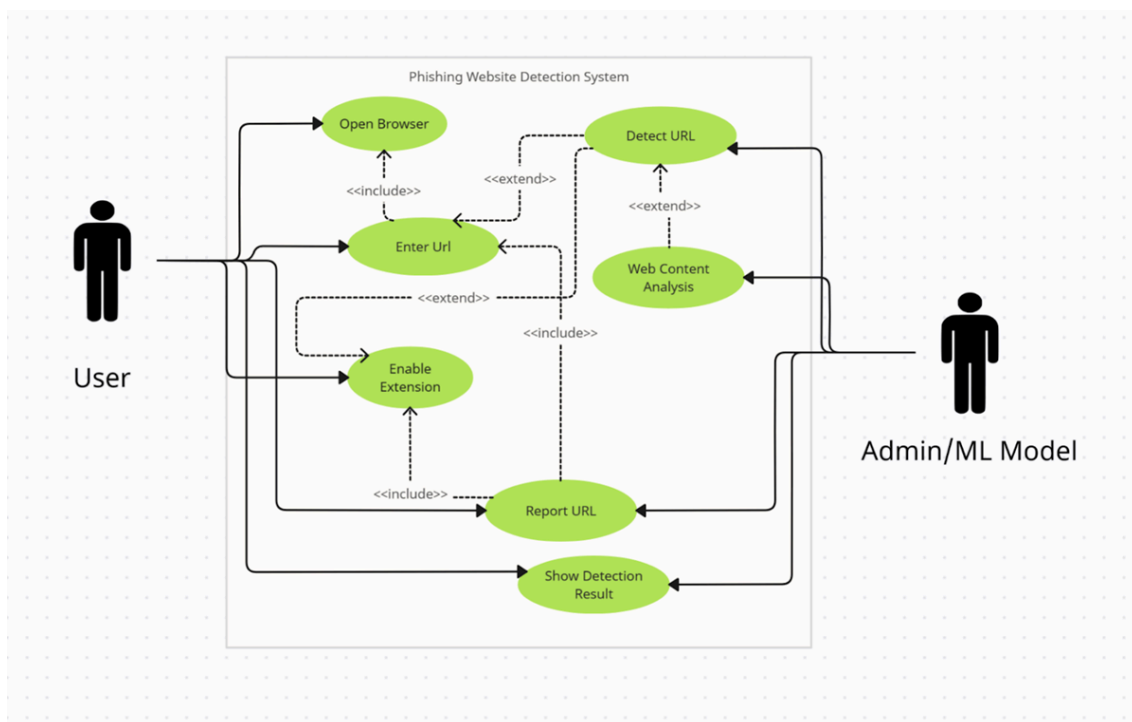 Phishing Website Detection System
Open Browser
Detect URL
<<extend>>
<<include>>
<<extend>>
Enter Url
Web Content
Analysis
<<extend>>
<<include>>
Enable
Extension
User
Admin/ML Model
<<include>>
Report URL
Show Detection
Result